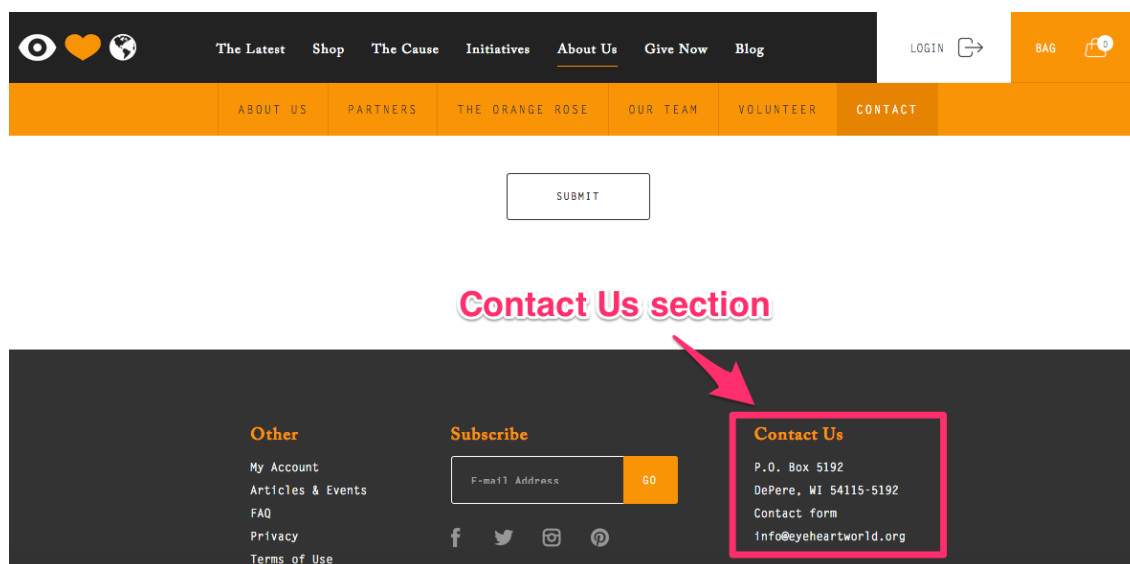 The Latest Shop The Cause Initiatives About Us Give Now Blog LOGIN BAG 0
ABOUT US PARTNERS THE ORANGE ROSE OUR TEAM VOLUNTEER CONTACT
SUBMIT
Contact Us section
Other
My Account
Articles & Events
FAQ
Privacy
Terms of Use
Subscribe
E-mail Address GO
Contact Us
P.O. Box 5192
DePere, WI 54115-5192
Contact form
info@eyeheartworld.org